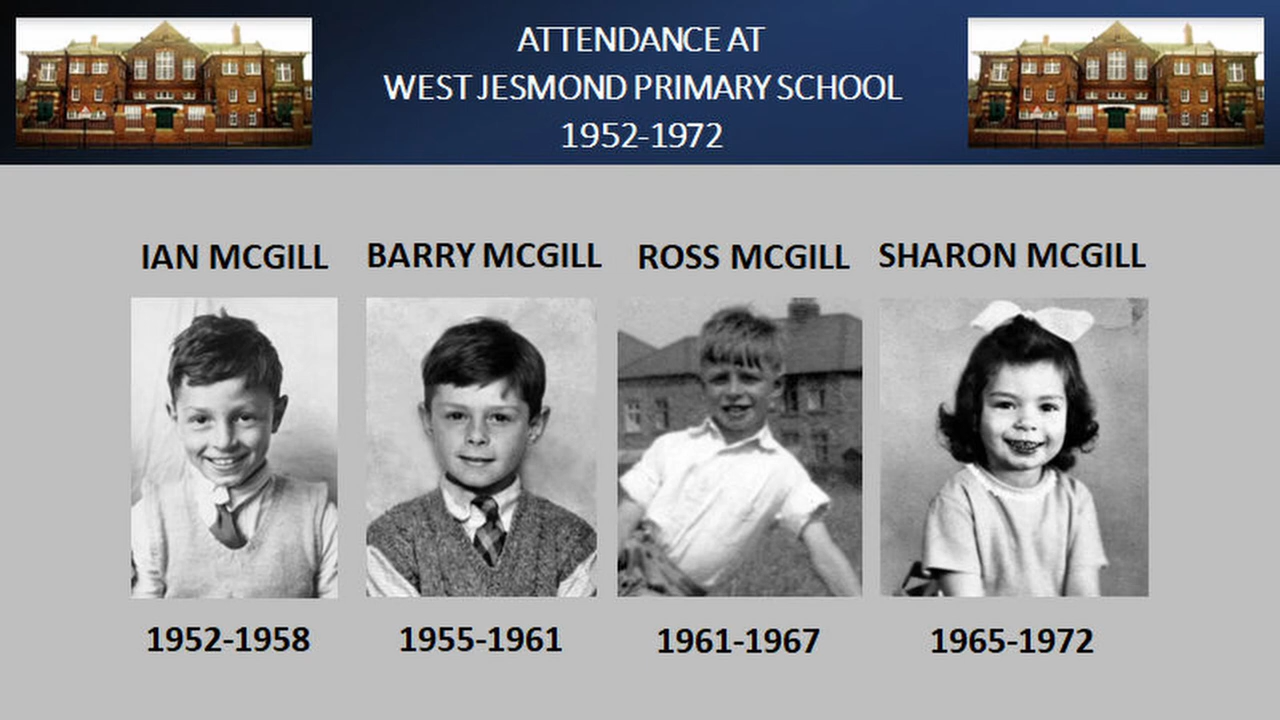 ATTENDANCE AT
WEST JESMOND PRIMARY SCHOOL
1952-1972
IAN MCGILL
BARRY MCGILL
ROSS MCGILL
SHARON MCGILL
1952-1958
1955-1961
1961-1967
1965-1972